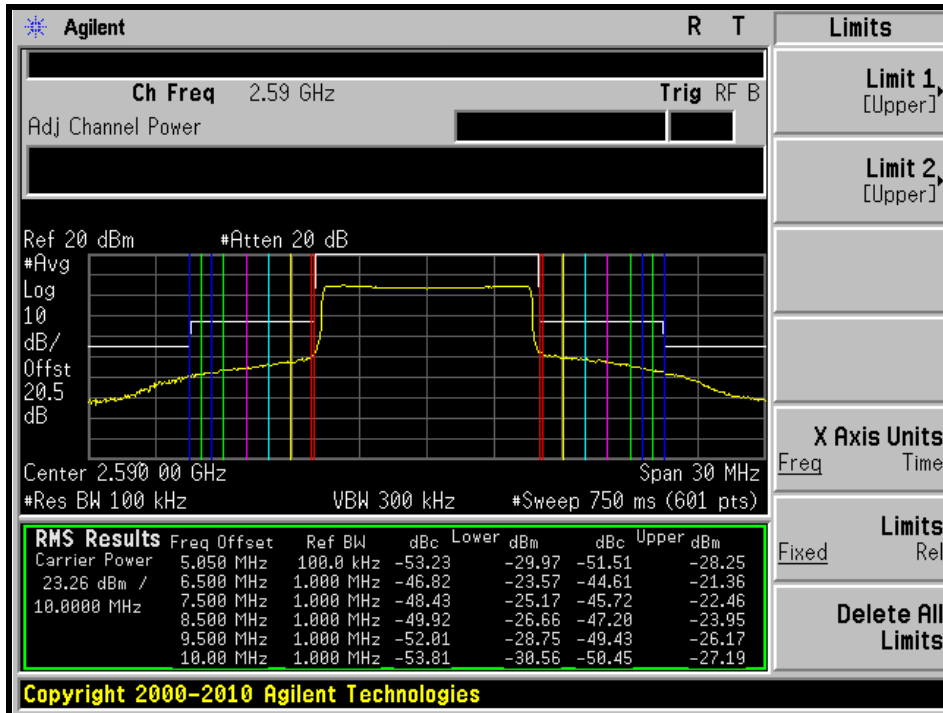 Agilent R T
Limits
Ch Freq 2.59 GHz Trig RF B
Adj Channel Power
Limit 1
[Upper]
Limit 2
[Upper]
Ref 20 dBm #Atten 20 dB
#Avg
Log
10
dB/
Offst
20.5
dB
Center 2.590 00 GHz Span 30 MHz
#Res BW 100 kHz VBW 300 kHz #Sweep 750 ms (601 pts)
X Axis Units
Freq Time
Limits
Fixed Rel
Delete All
Limits
RMS Results Freq Offset Ref BW dBc Lower dBm dBc Upper dBm
Carrier Power 5.050 MHz 100.0 kHz -53.23 -29.97 -51.51 -28.25
23.26 dBm / 6.500 MHz 1.000 MHz -46.82 -23.57 -44.61 -21.36
10.0000 MHz 7.500 MHz 1.000 MHz -48.43 -25.17 -45.72 -22.46
8.500 MHz 1.000 MHz -49.92 -26.66 -47.20 -23.95
9.500 MHz 1.000 MHz -52.01 -28.75 -49.43 -26.17
10.00 MHz 1.000 MHz -53.81 -30.56 -50.45 -27.19
Copyright 2000-2010 Agilent Technologies